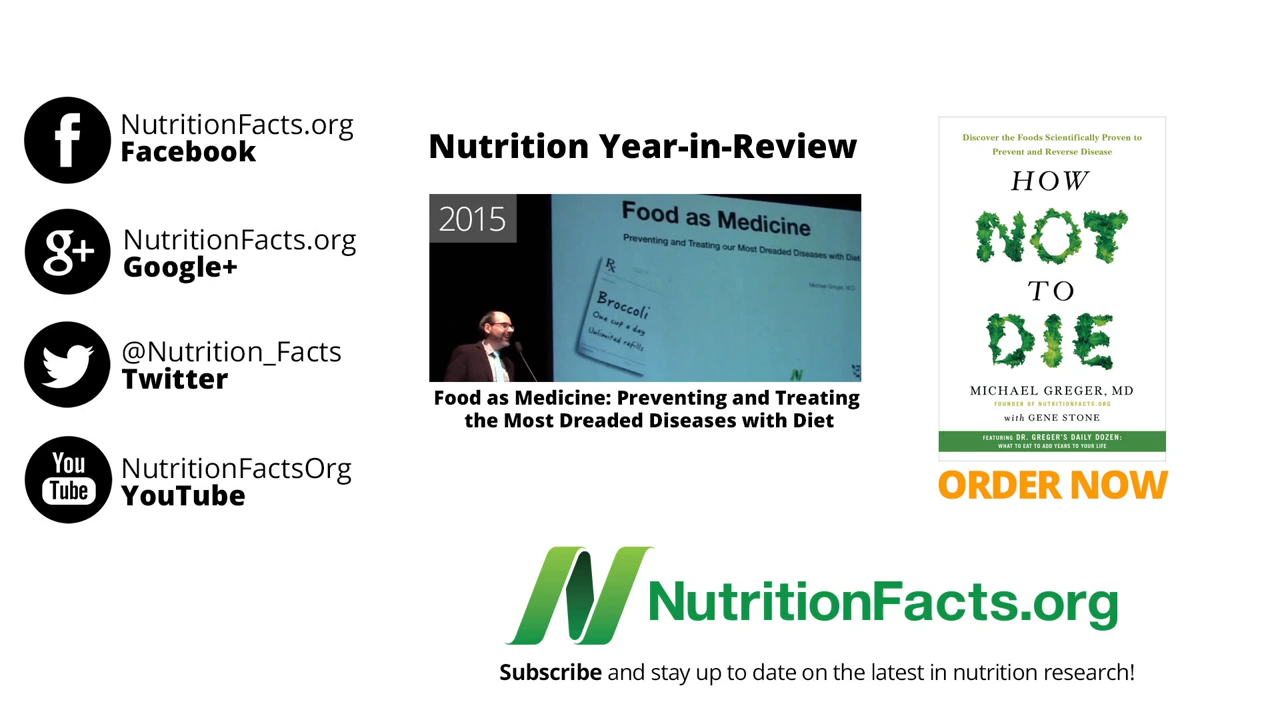 NutritionFacts.org
Facebook
NutritionFacts.org
Google+
@Nutrition_Facts
Twitter
You
Tube
NutritionFactsOrg
YouTube
Nutrition Year-in-Review
2015
Food as Medicine
Preventing and Treating our Most Dreaded Diseases with Diet
Michael Greger, MD
Broccoli
One cup a day
Unlimited refills
Food as Medicine: Preventing and Treating
the Most Dreaded Diseases with Diet
Discover the Foods Scientifically Proven to
Prevent and Reverse Disease
HOW
NOT
TO
DIE
MICHAEL GREGER, MD
FOUNDER OF NUTRITIONFACTS.ORG
with GENE STONE
FEATURING DR. GREGER'S DAILY DOZEN:
WHAT TO EAT TO ADD YEARS TO YOUR LIFE
ORDER NOW
NutritionFacts.org
Subscribe and stay up to date on the latest in nutrition research!